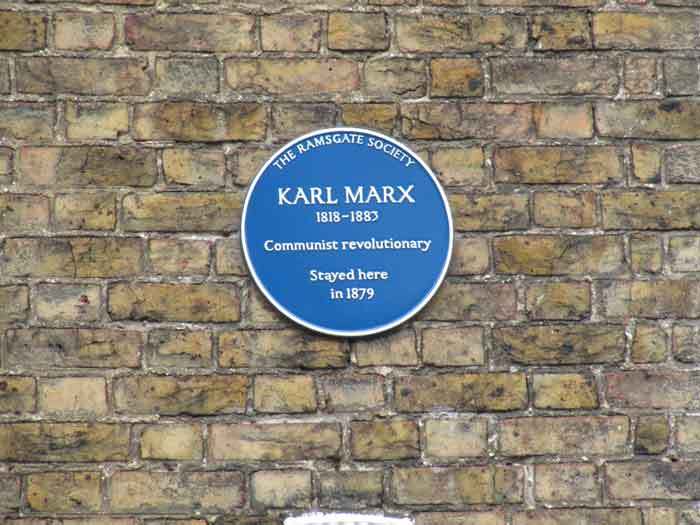 THE RAMSGATE SOCIETY
KARL MARX
1818–1883
Communist revolutionary
Stayed here
in 1879